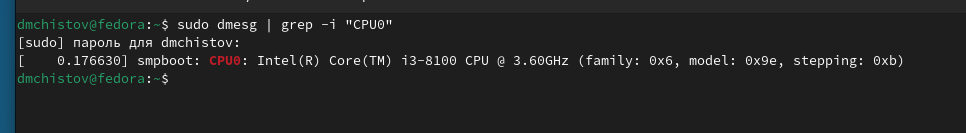 dmchistov@fedora:~$ sudo dmesg | grep -i "CPU0"
[sudo] пароль для dmchistov:
[    0.176630] smpboot: CPU0: Intel(R) Core(TM) i3-8100 CPU @ 3.60GHz (family: 0x6, model: 0x9e, stepping: 0xb)
dmchistov@fedora:~$